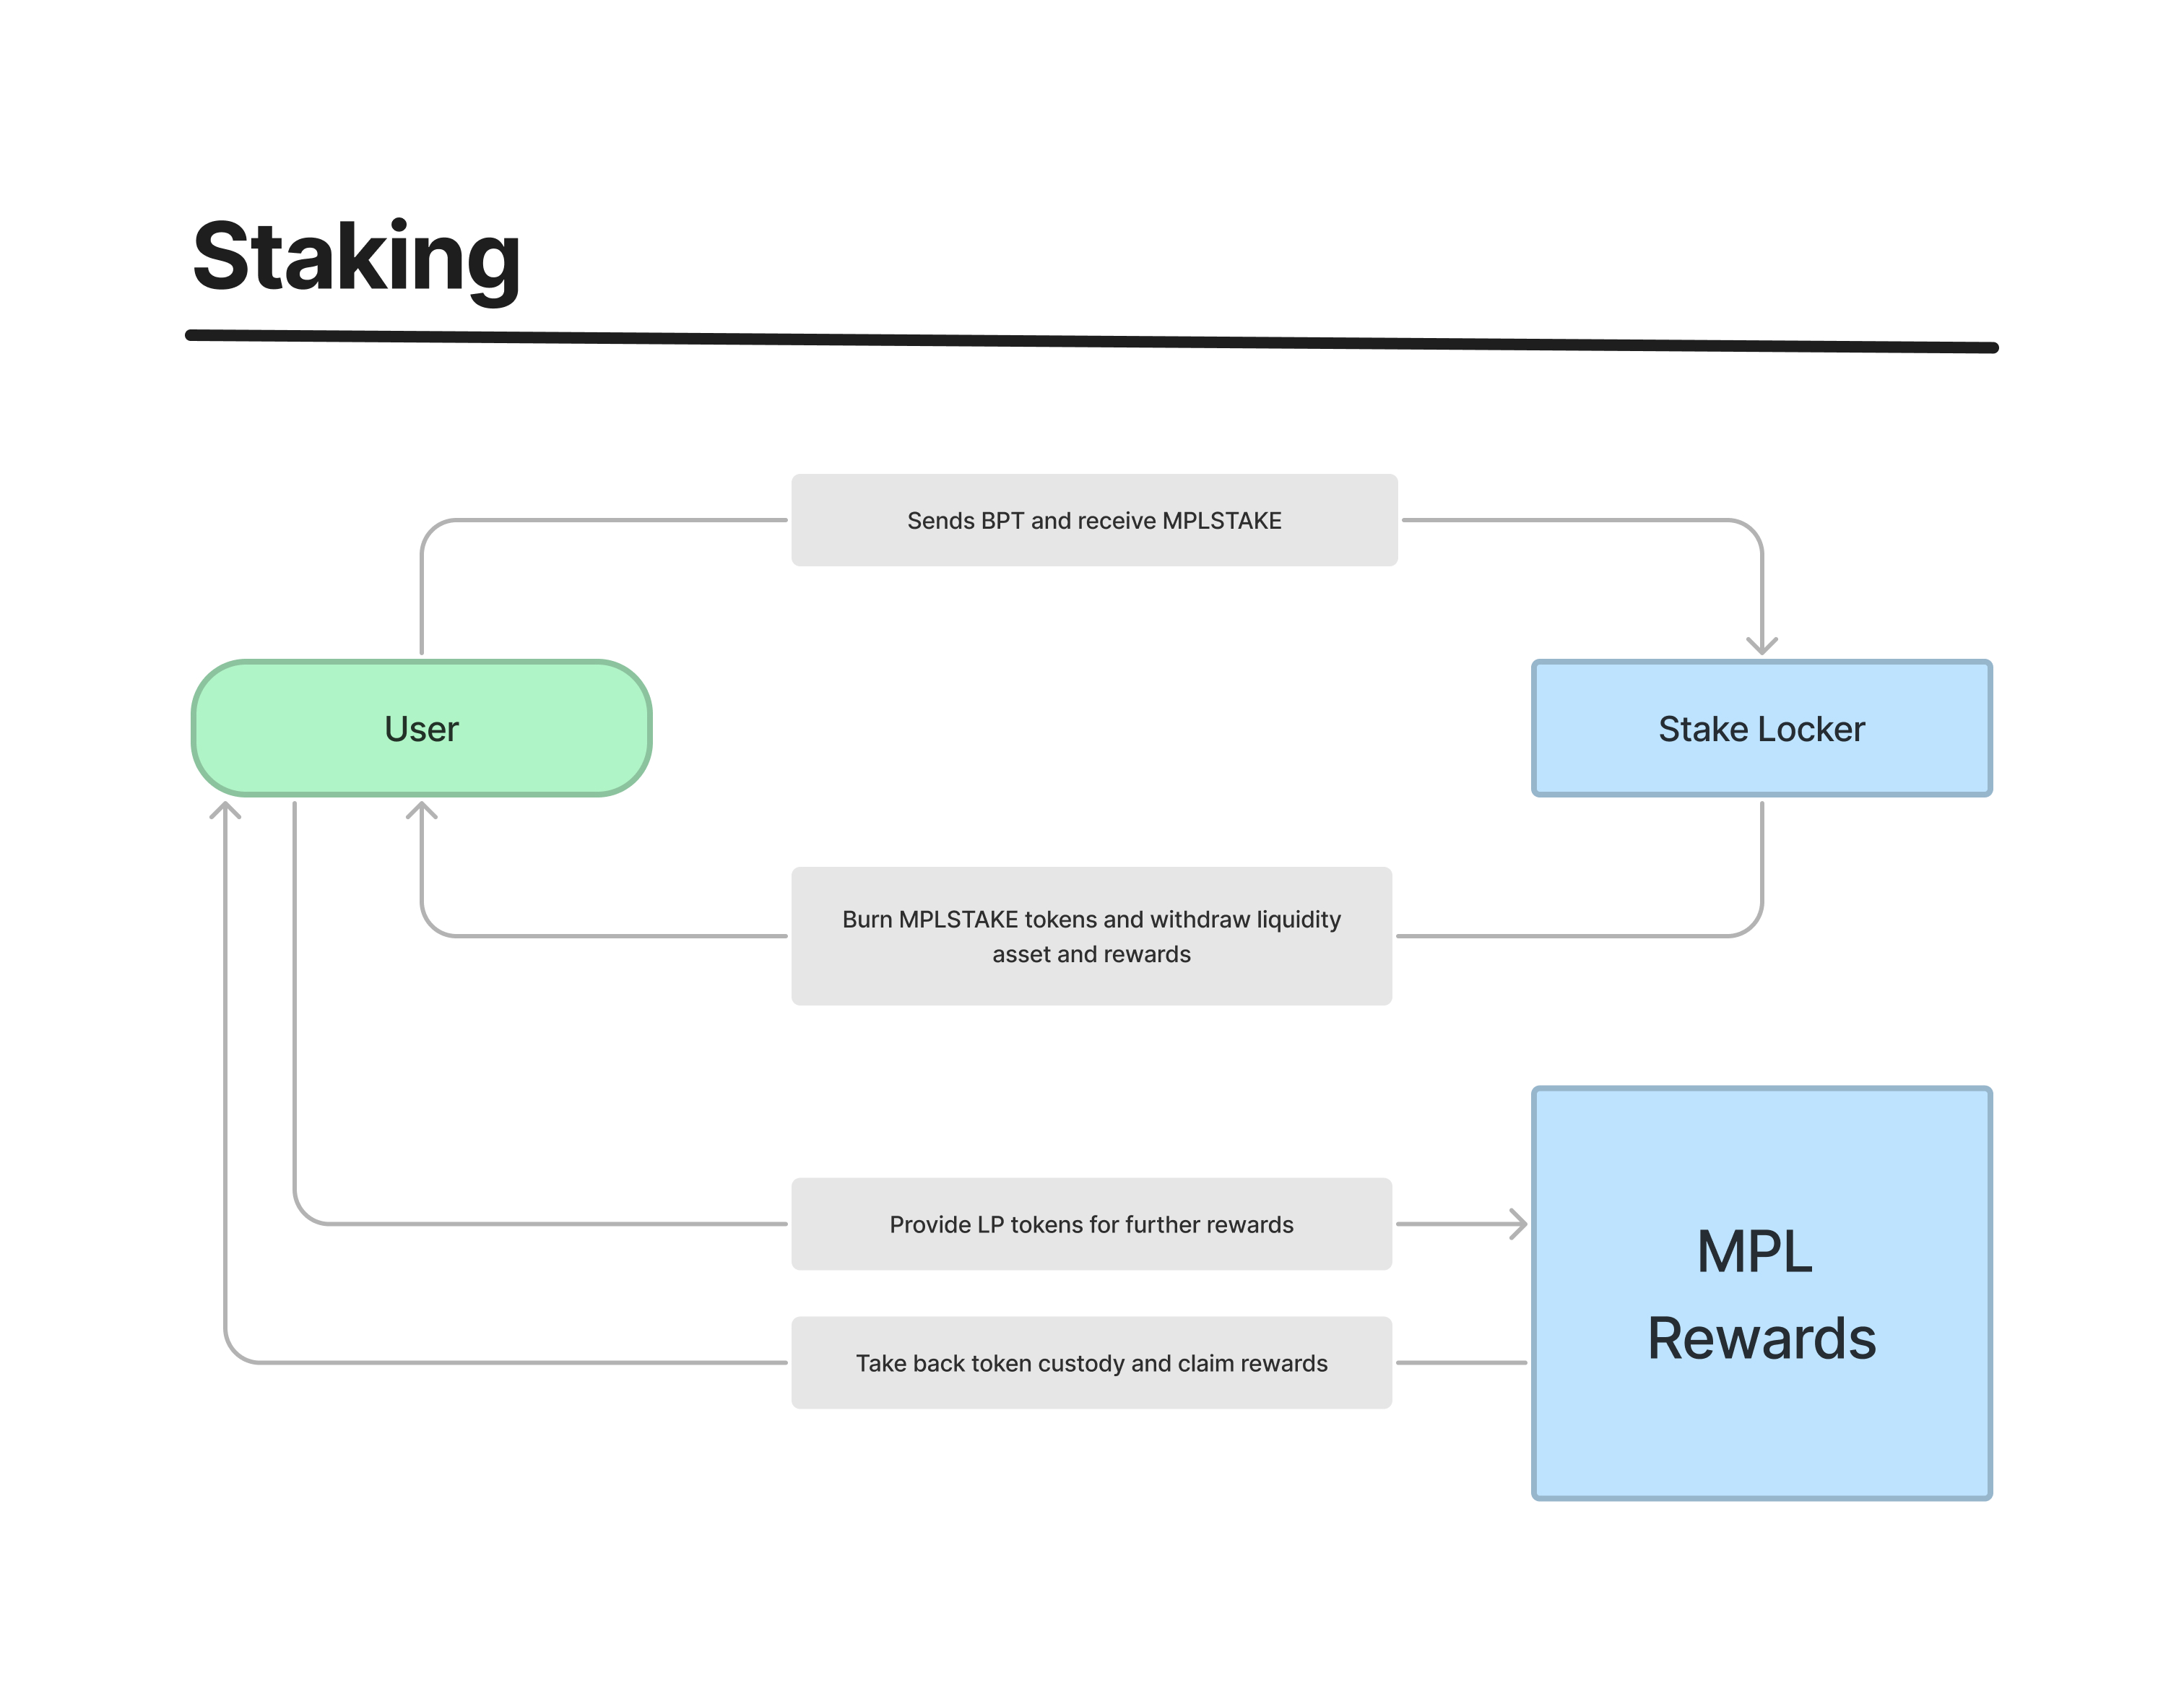 Staking
Sends BPT and receive MPLSTAKE
User
Stake Locker
Burn MPLSTAKE tokens and withdraw liquidity
asset and rewards
Provide LP tokens for further rewards
MPL
Rewards
Take back token custody and claim rewards